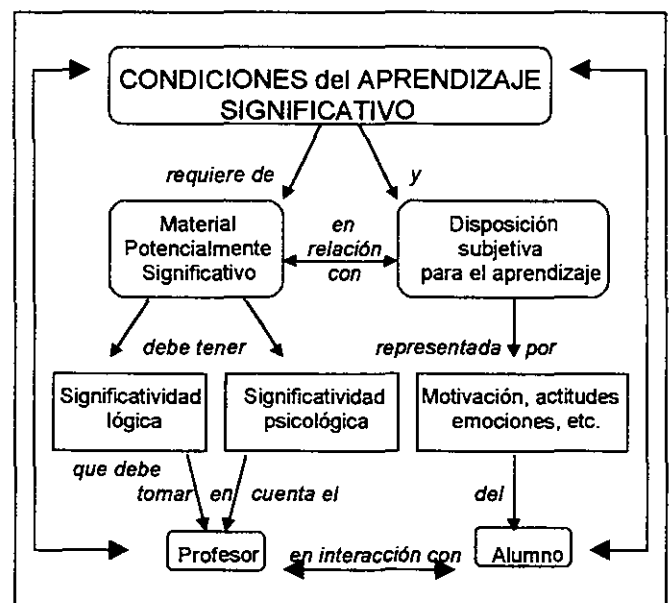 CONDICIONES del APRENDIZAJE
SIGNIFICATIVO
requiere de
y
Material
Potencialmente
Significativo
en
relación
con
Disposición
subjetiva
para el aprendizaje
debe tener
representada por
Significatividad
lógica
Significatividad
psicológica
Motivación, actitudes
emociones, etc.
que debe
tomar en cuenta el
del
Profesor
en interacción con
Alumno